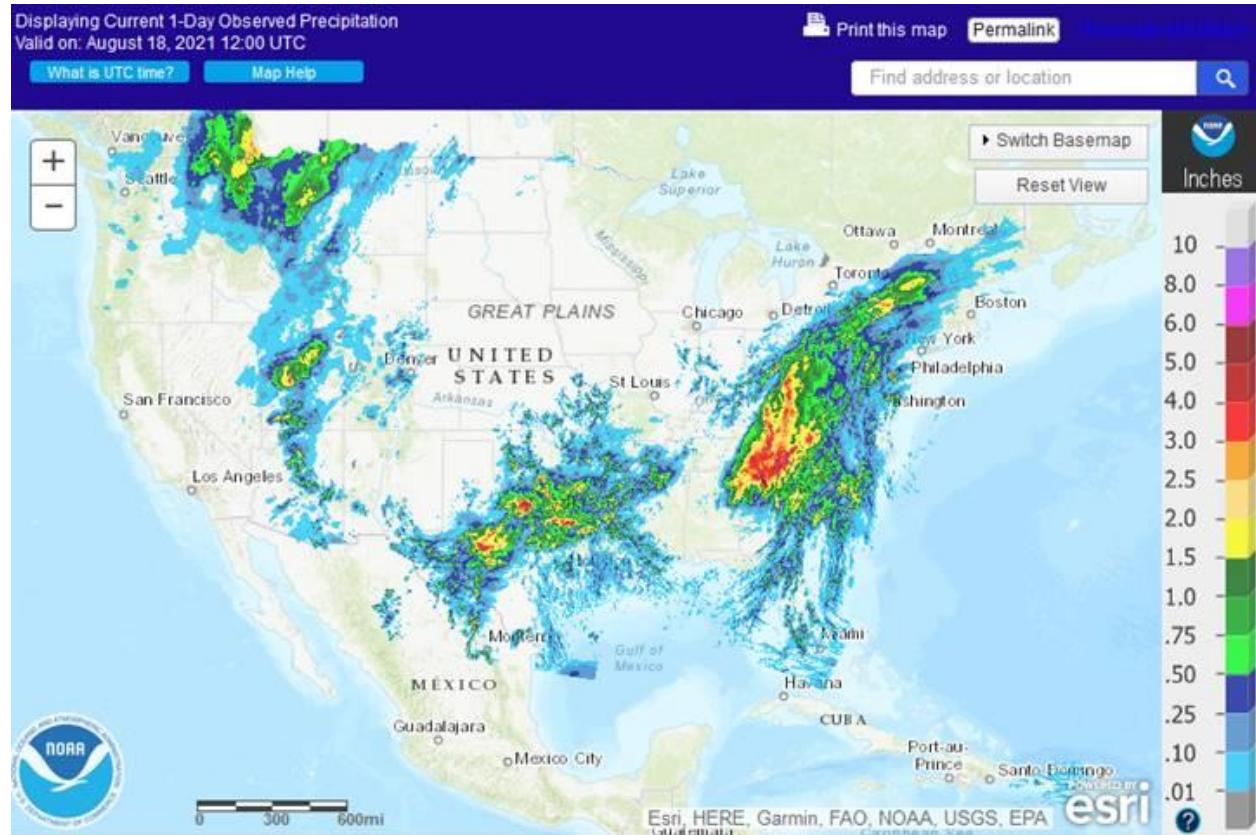 Displaying Current 1-Day Observed Precipitation
Valid on: August 18, 2021 12:00 UTC
Print this map
Permalink
What is UTC time?
Map Help
Find address or location
+
−
Switch Basemap
Reset View
NOAA
Inches
10
8.0
6.0
5.0
4.0
3.0
2.5
2.0
1.5
1.0
.75
.50
.25
.10
.01
?
Lake
Superior
Ottawa
Montreal
Lake
Huron
Toronto
Boston
GREAT PLAINS
Chicago
New York
Philadelphia
Denver
UNITED
STATES
St Louis
San Francisco
Arkansas
Los Angeles
Gulf of
Mexico
Miami
MÉXICO
Havana
CUBA
Guadalajara
Mexico City
Port-au-
Prince
Santo Domingo
NOAA
0 300 600mi
POWERED BY
esri
Esri, HERE, Garmin, FAO, NOAA, USGS, EPA